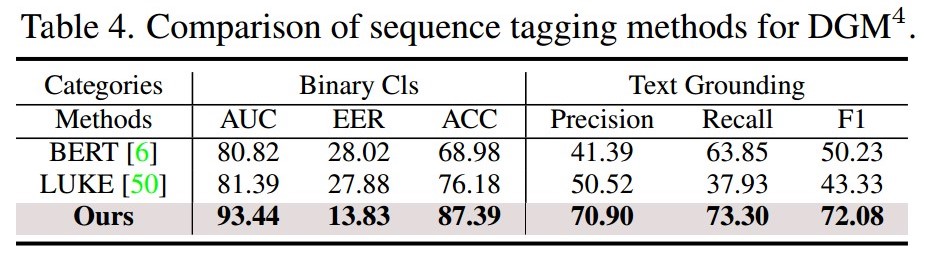 Table 4. Comparison of sequence tagging methods for DGM⁴.
Categories Binary Cls Text Grounding
Methods AUC EER ACC Precision Recall F1
BERT [6] 80.82 28.02 68.98 41.39 63.85 50.23
LUKE [50] 81.39 27.88 76.18 50.52 37.93 43.33
Ours 93.44 13.83 87.39 70.90 73.30 72.08